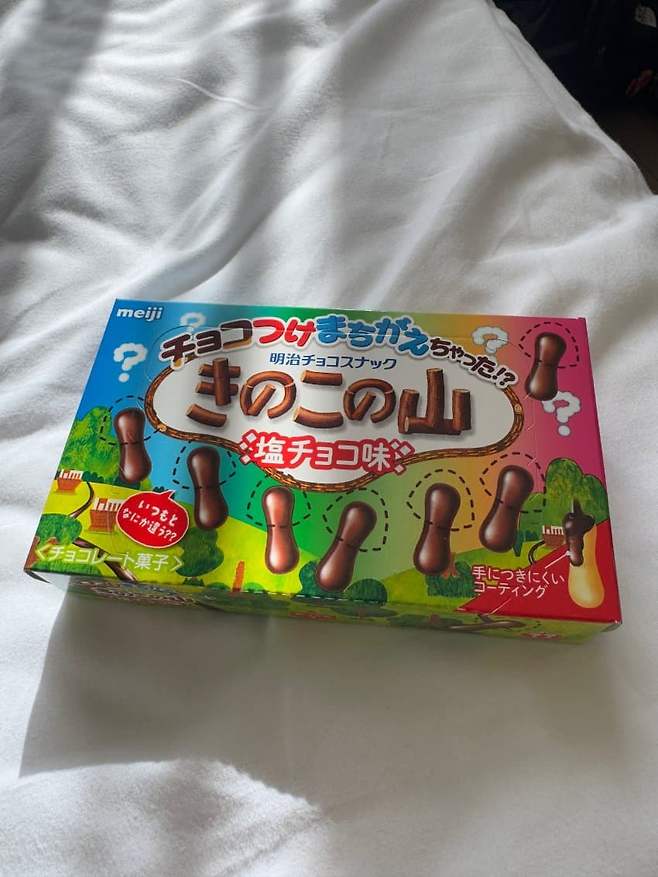 meiji
チョコつけまちがえちゃった!?
明治チョコスナック
きのこの山
塩チョコ味
いつもと
なにか違う??
<チョコレート菓子>
手につきにくい
コーティング